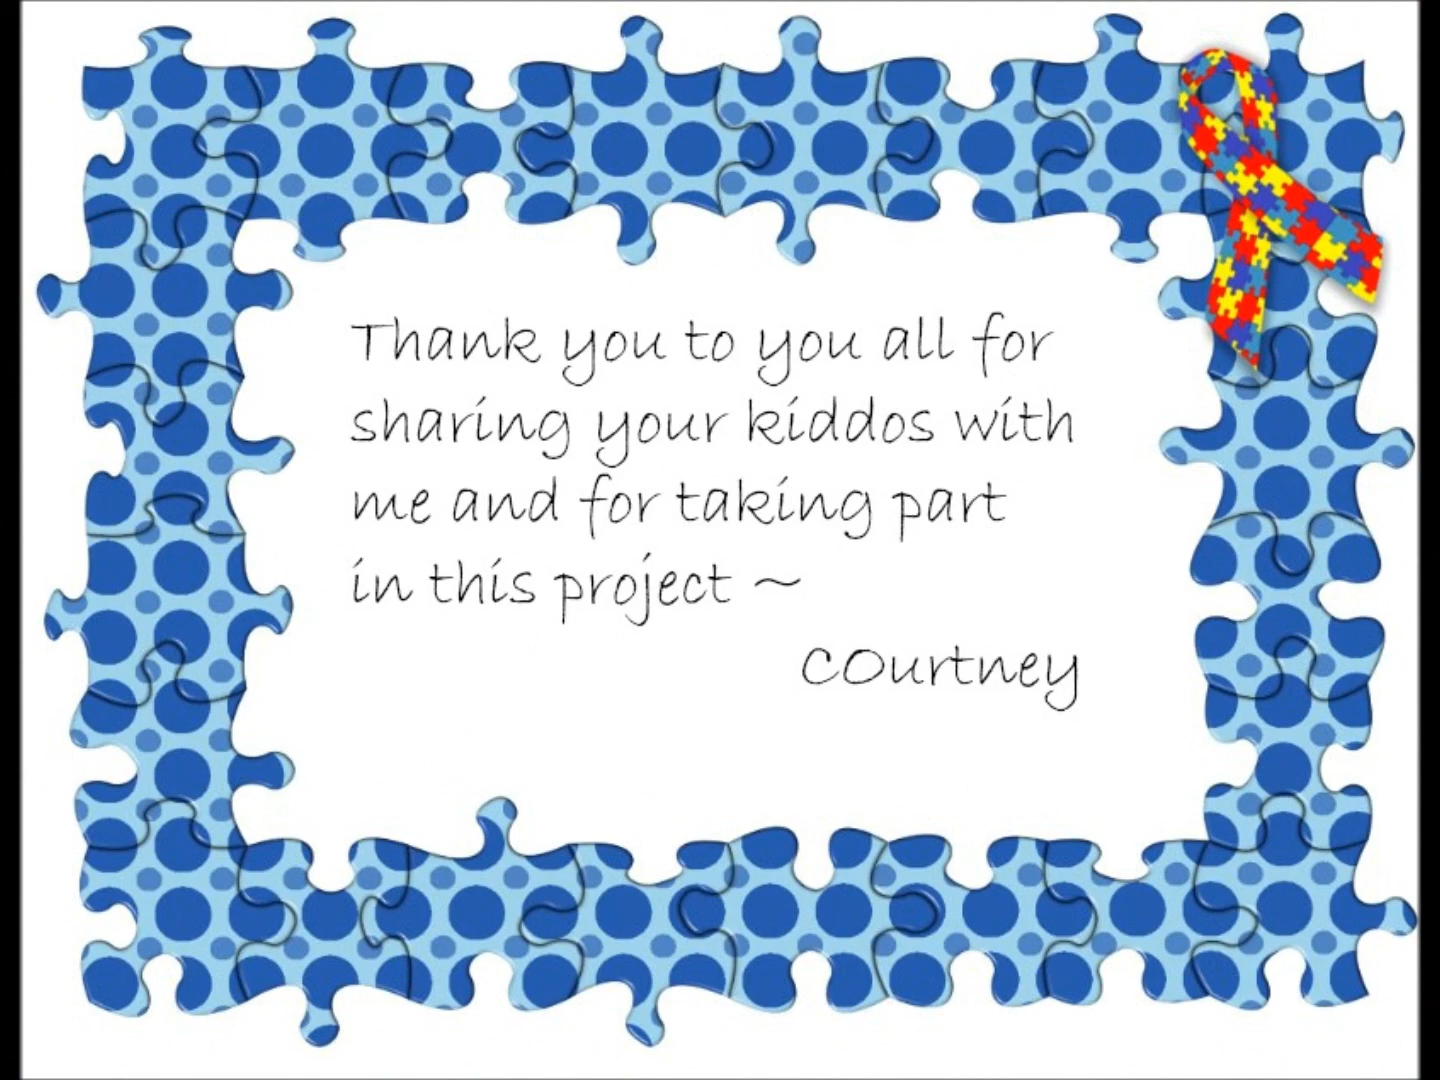 Thank you to you all for
sharing your kiddos with
me and for taking part
in this project ~
COurtney